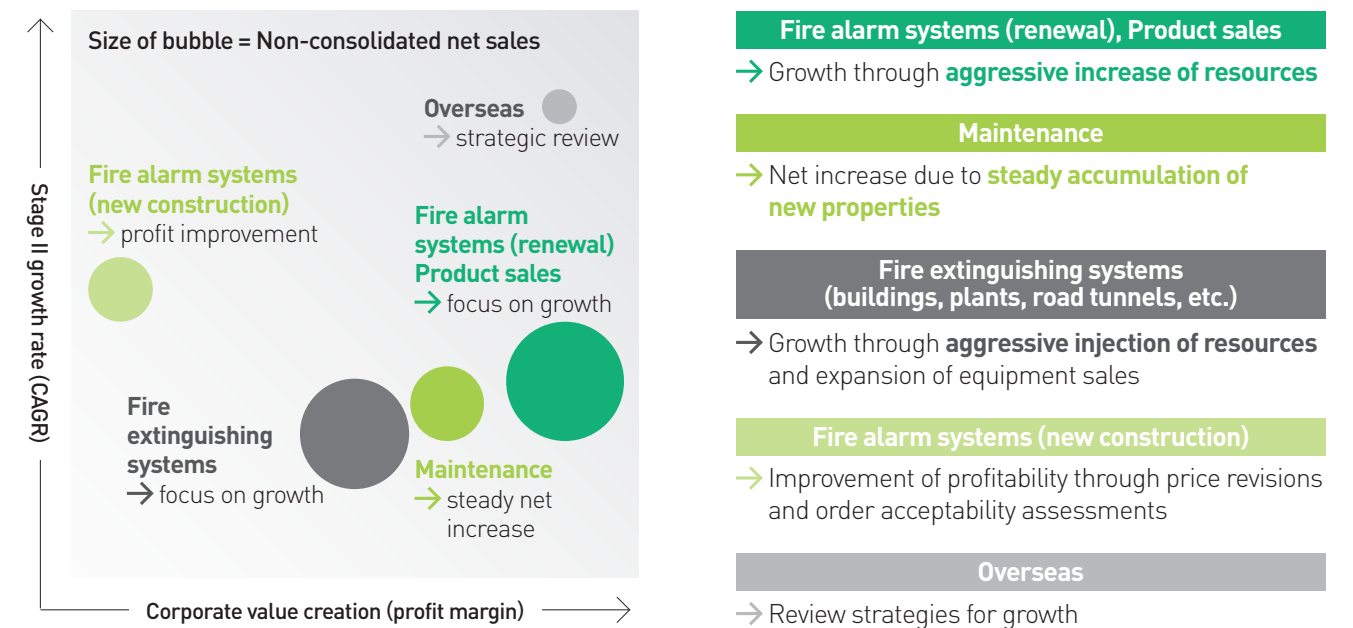 Size of bubble = Non-consolidated net sales
Overseas
→ strategic review
Fire alarm systems
(new construction)
→ profit improvement
Fire alarm
systems (renewal)
Product sales
→ focus on growth
Fire
extinguishing
systems
→ focus on growth
Maintenance
→ steady net
increase
Stage II growth rate (CAGR)
Corporate value creation (profit margin)
Fire alarm systems (renewal), Product sales
→ Growth through aggressive increase of resources
Maintenance
→ Net increase due to steady accumulation of
new properties
Fire extinguishing systems
(buildings, plants, road tunnels, etc.)
→ Growth through aggressive injection of resources
and expansion of equipment sales
Fire alarm systems (new construction)
→ Improvement of profitability through price revisions
and order acceptability assessments
Overseas
→ Review strategies for growth